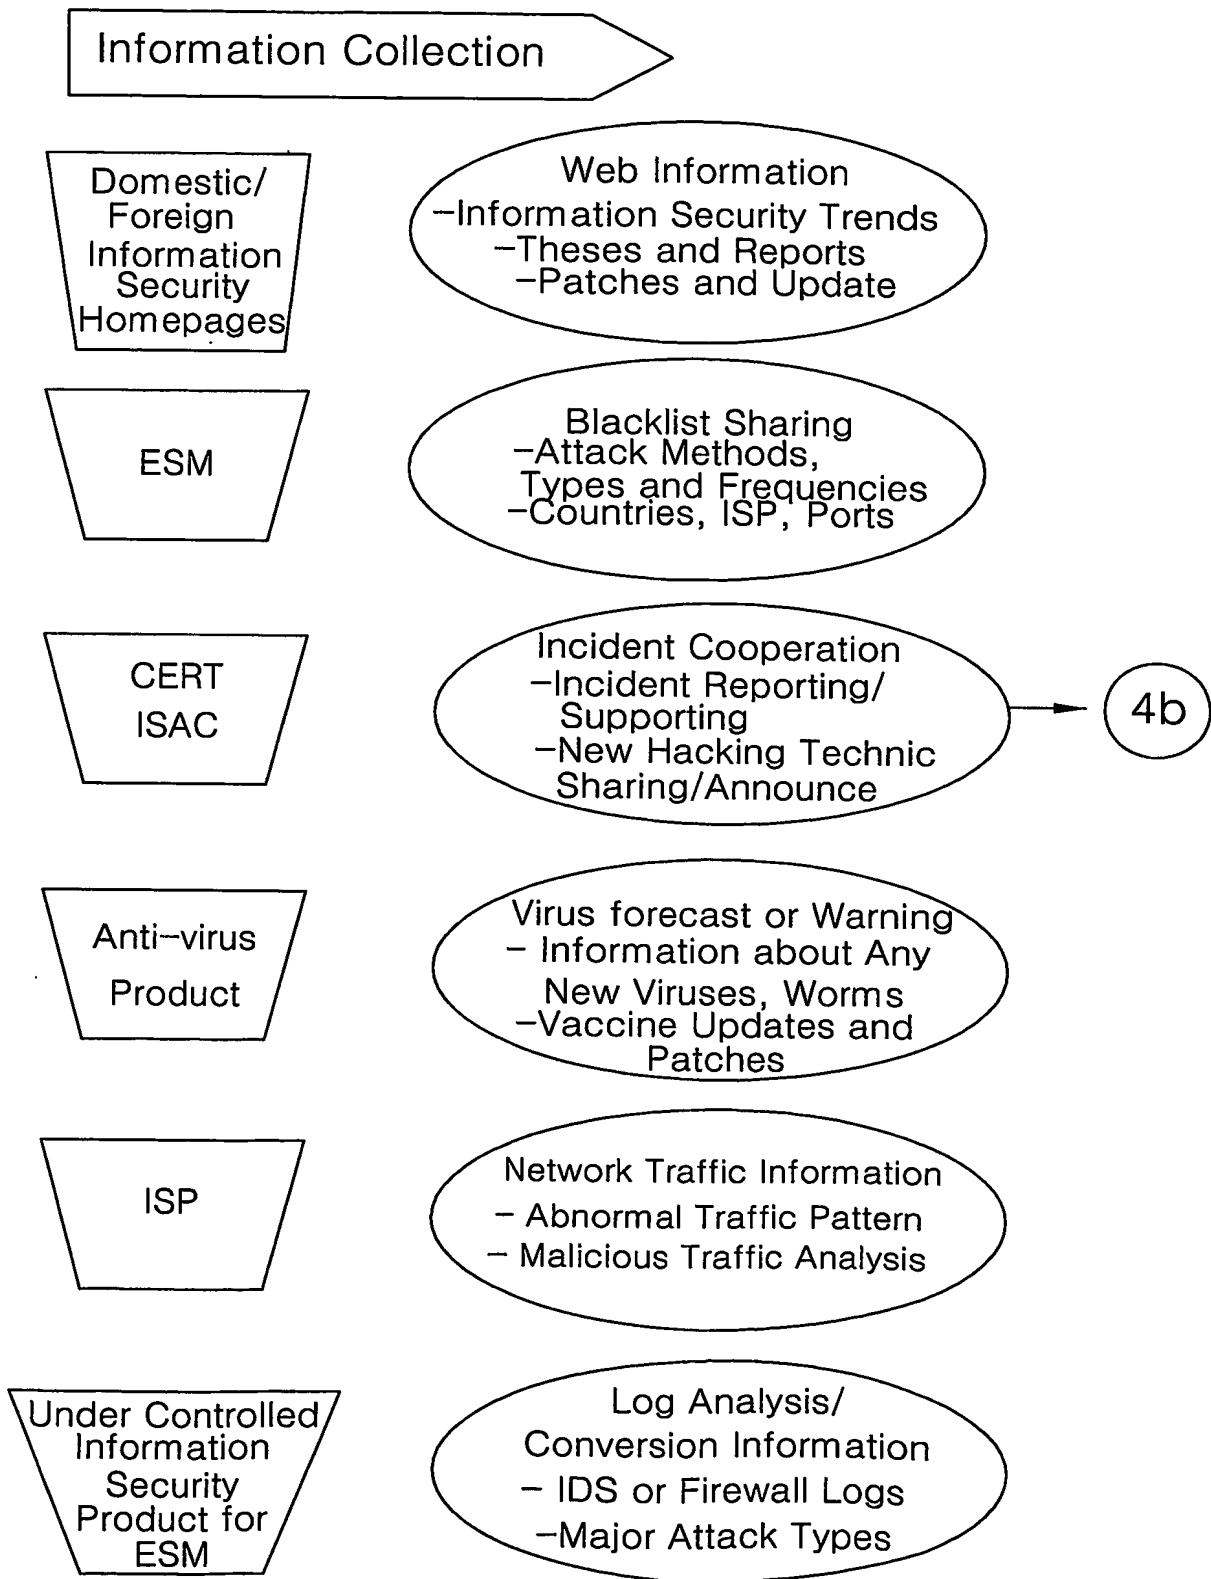 Information Collection
Domestic/
Foreign
Information
Security
Homepages
Web Information
–Information Security Trends
–Theses and Reports
–Patches and Update
ESM
Blacklist Sharing
–Attack Methods,
Types and Frequencies
–Countries, ISP, Ports
CERT
ISAC
Incident Cooperation
–Incident Reporting/
Supporting
–New Hacking Technic
Sharing/Announce
4b
Anti–virus
Product
Virus forecast or Warning
– Information about Any
New Viruses, Worms
–Vaccine Updates and
Patches
ISP
Network Traffic Information
– Abnormal Traffic Pattern
– Malicious Traffic Analysis
Under Controlled
Information
Security
Product for
ESM
Log Analysis/
Conversion Information
– IDS or Firewall Logs
–Major Attack Types